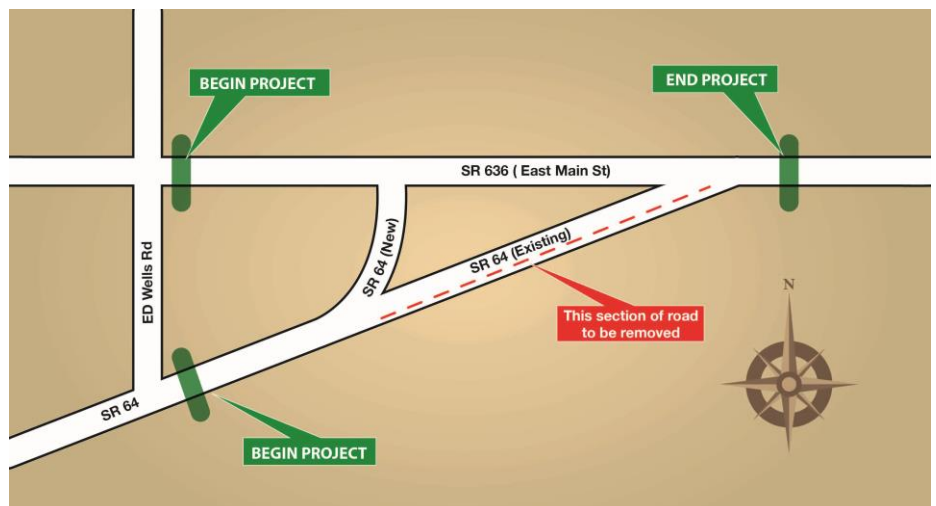 BEGIN PROJECT
END PROJECT
SR 636 ( East Main St)
ED Wells Rd
SR 64 (New)
SR 64 (Existing)
This section of road
to be removed
N
SR 64
BEGIN PROJECT